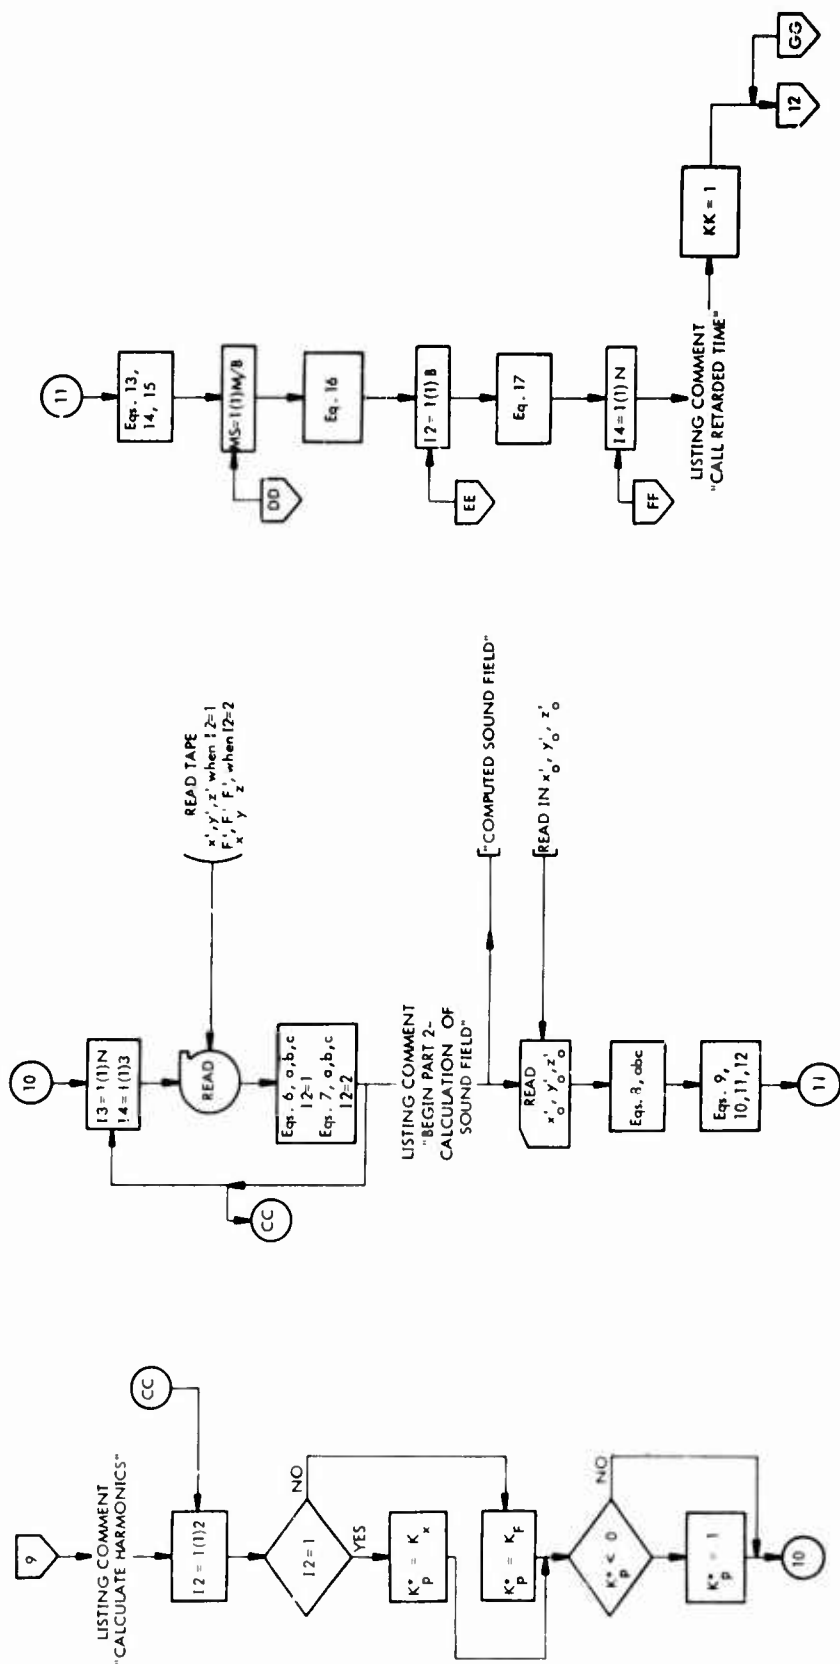 9
LISTING COMMENT
"CALCULATE HARMONICS"
CC
I2 = 1(1)2
I2=1
NO
YES
K*p = Kx
K*p = KF
K*p < 0
NO
K*p = 1
10
10
I3 = 1(1)N
I4 = 1(1)3
READ
READ TAPE
x', y', z' when I2=1
F'x, F'y F'z, when I2=2
Eqs. 6, a,b,c
I2=1
Eqs. 7, a,b,c
I2=2
CC
LISTING COMMENT
"BEGIN PART 2-
CALCULATION OF
SOUND FIELD"
"COMPUTED SOUND FIELD"
READ
x'o, y'o, z'o
READ IN x'o, y'o, z'o
Eqs. 8, abc
Eqs. 9,
10,11,12
11
11
Eqs. 13,
14, 15
MS=1(1)M/B
DD
Eq. 16
I2 = 1(1) B
EE
Eq. 17
I4 = 1(1) N
FF
LISTING COMMENT
"CALL RETARDED TIME"
KK = 1
GG
12